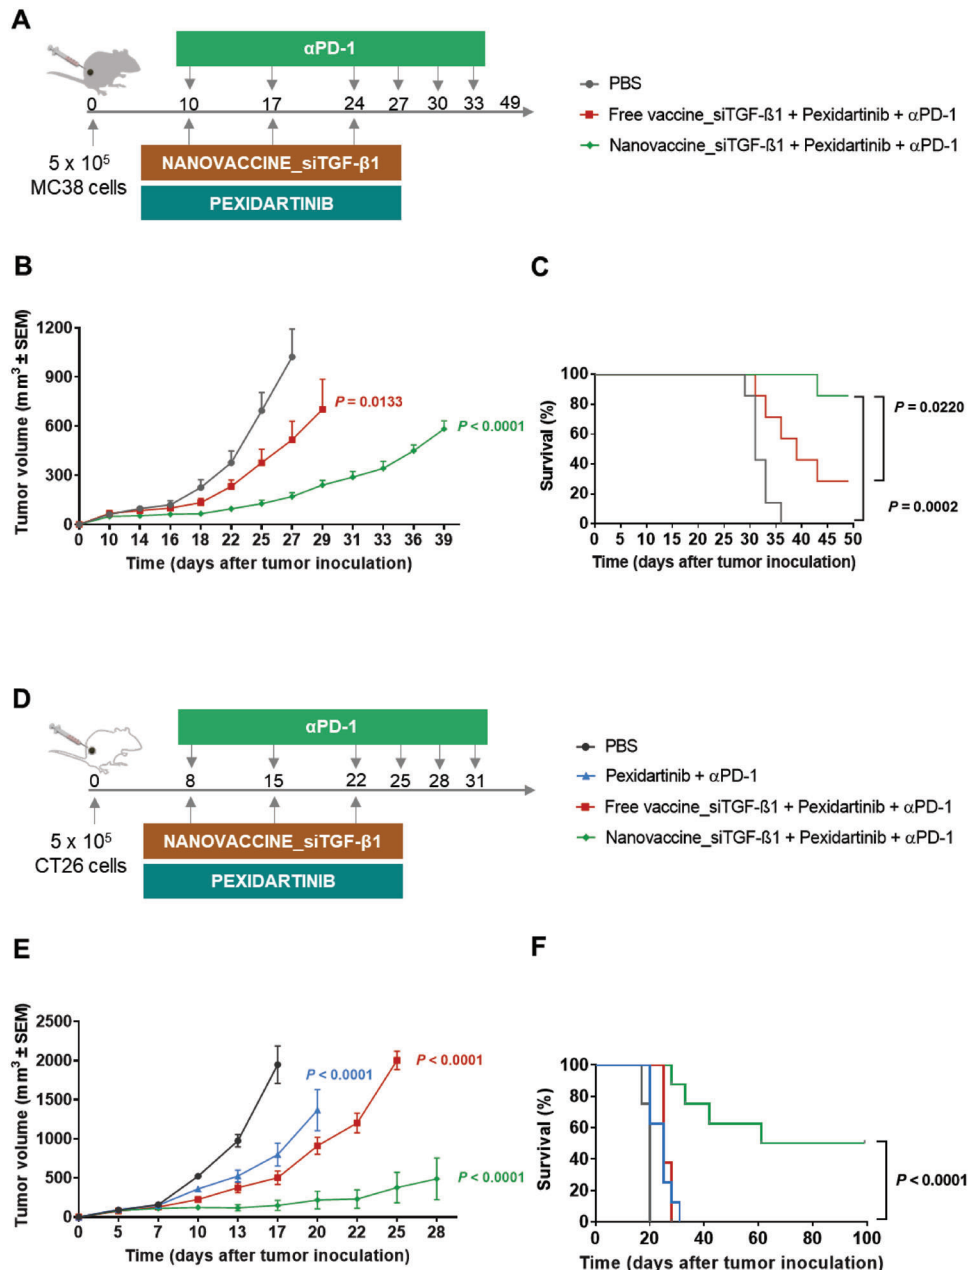 A
αPD-1
0 10 17 24 27 30 33 49
5 x 10⁵
MC38 cells
NANOVACCINE_siTGF-β1
PEXIDARTINIB
PBS
Free vaccine_siTGF-ß1 + Pexidartinib + αPD-1
Nanovaccine_siTGF-ß1 + Pexidartinib + αPD-1
B
Tumor volume (mm³ ± SEM)
1200
900
600
300
0
P = 0.0133
P < 0.0001
0 10 14 16 18 22 25 27 29 31 33 36 39
Time (days after tumor inoculation)
C
Survival (%)
100
80
60
40
20
0
P = 0.0220
P = 0.0002
0 5 10 15 20 25 30 35 40 45 50
Time (days after tumor inoculation)
D
αPD-1
0 8 15 22 25 28 31
5 x 10⁵
CT26 cells
NANOVACCINE_siTGF-β1
PEXIDARTINIB
PBS
Pexidartinib + αPD-1
Free vaccine_siTGF-ß1 + Pexidartinib + αPD-1
Nanovaccine_siTGF-ß1 + Pexidartinib + αPD-1
E
Tumor volume (mm³ ± SEM)
2500
2000
1500
1000
500
0
P < 0.0001
P < 0.0001
P < 0.0001
0 5 7 10 13 17 20 22 25 28
Time (days after tumor inoculation)
F
Survival (%)
100
80
60
40
20
0
P < 0.0001
0 20 40 60 80 100
Time (days after tumor inoculation)